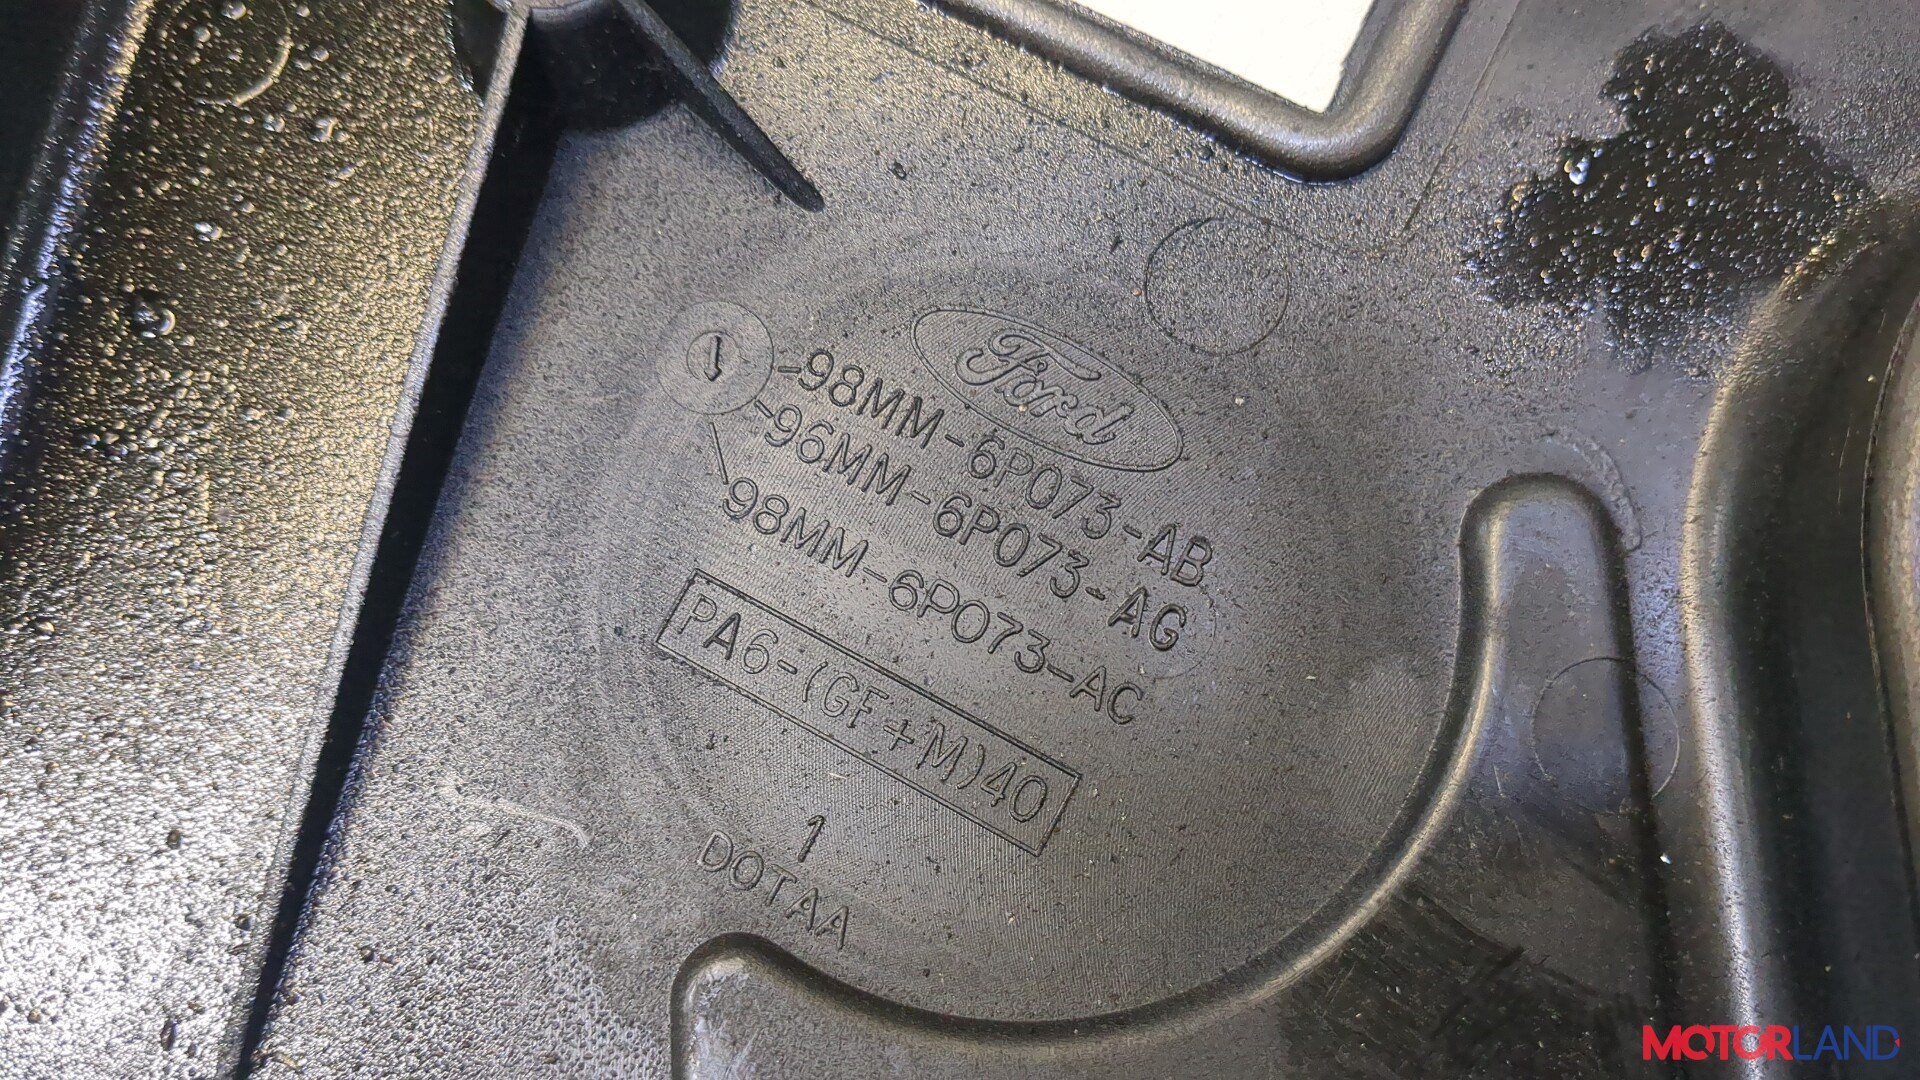 Ford
98MM-6P073-AB
96MM-6P073-AG
98MM-6P073-AC
PA6-(GF+M)40
1
DOTAA
MOTORLAND